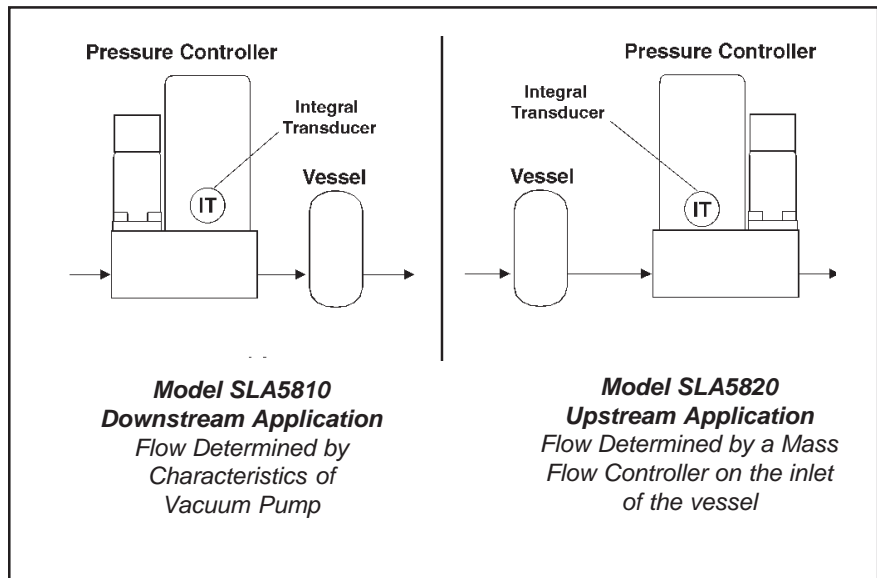 Pressure Controller
Integral
Transducer
Vessel
IT
Model SLA5810
Downstream Application
Flow Determined by
Characteristics of
Vacuum Pump
Pressure Controller
Integral
Transducer
Vessel
IT
Model SLA5820
Upstream Application
Flow Determined by a Mass
Flow Controller on the inlet
of the vessel